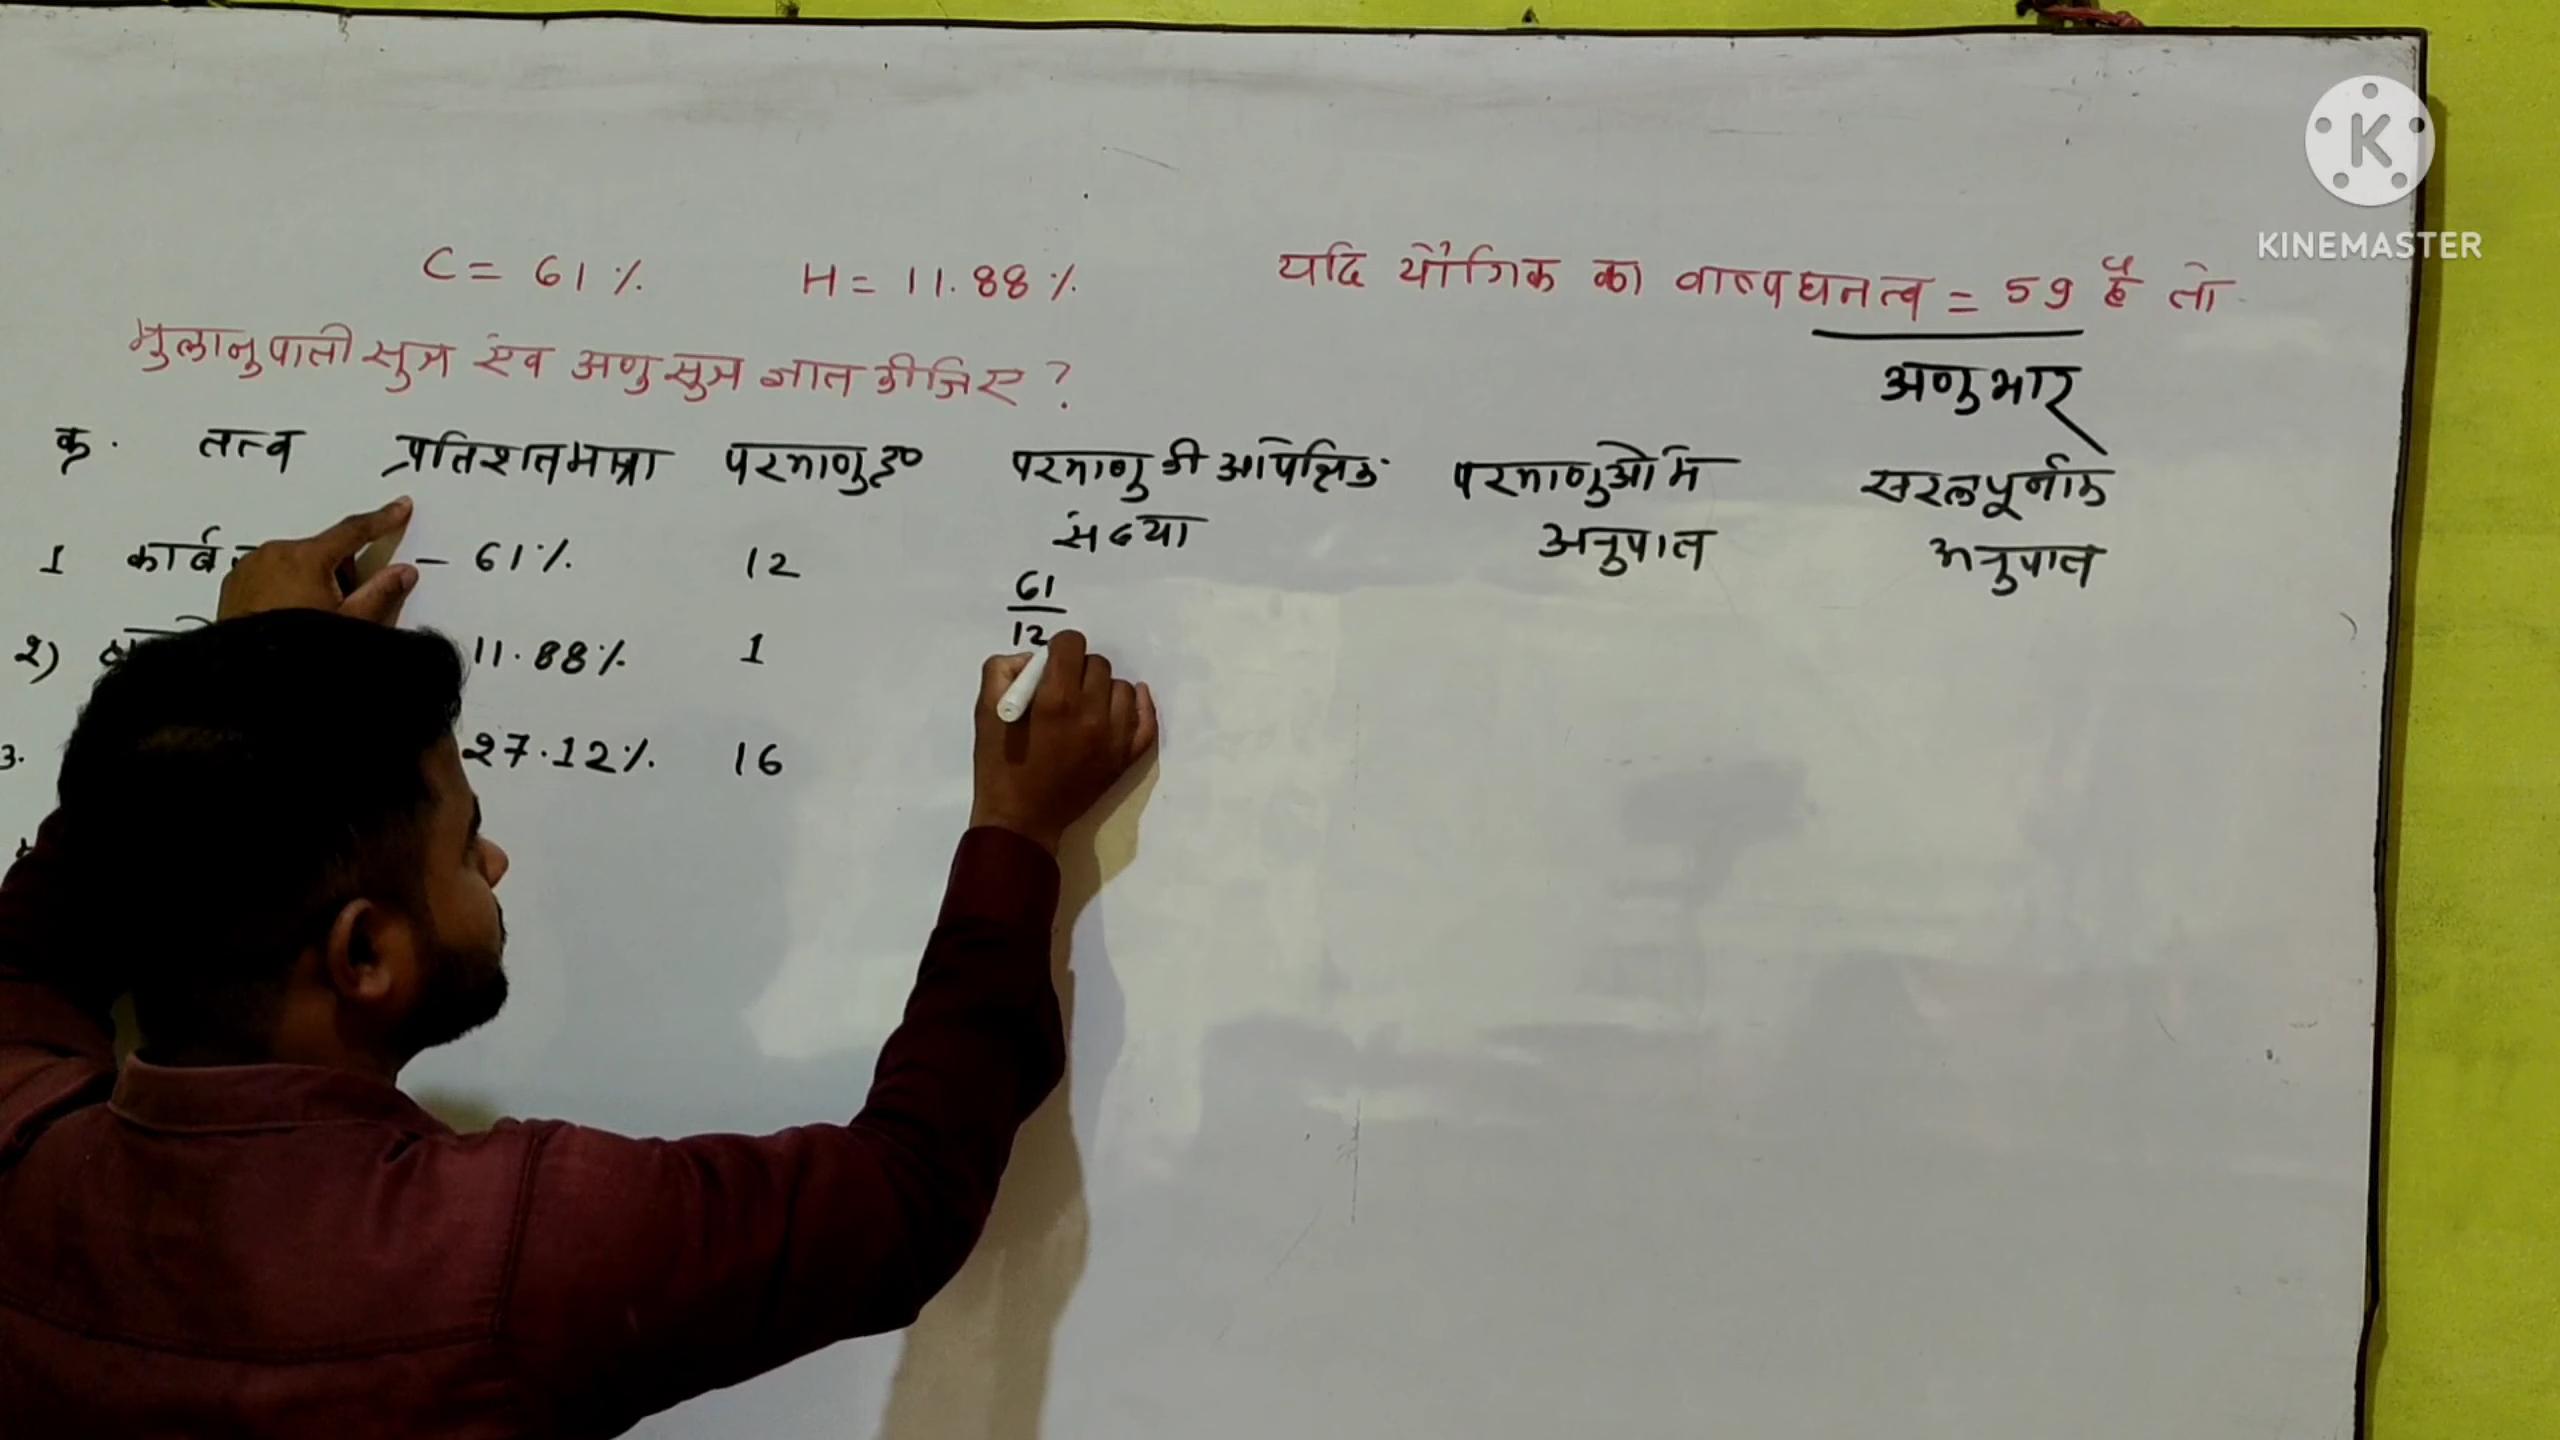 K
KINEMASTER
C = 61 % H = 11.88 % यदि यौगिक का वाष्पघनत्व = 59 है तो
मुलानुपाती सुत्र एंव अणुसुत्र ज्ञात कीजिए ?
अणुभार
क्र. तत्व प्रतिशतमात्रा परमाणु द्र० परमाणु की आपेक्षिक परमाणुओ मे सरलपूर्नाक
संख्या अनुपात अनुपात
1 – 61% 12 61/12
2) 11.88% 1
3. 27.12% 16